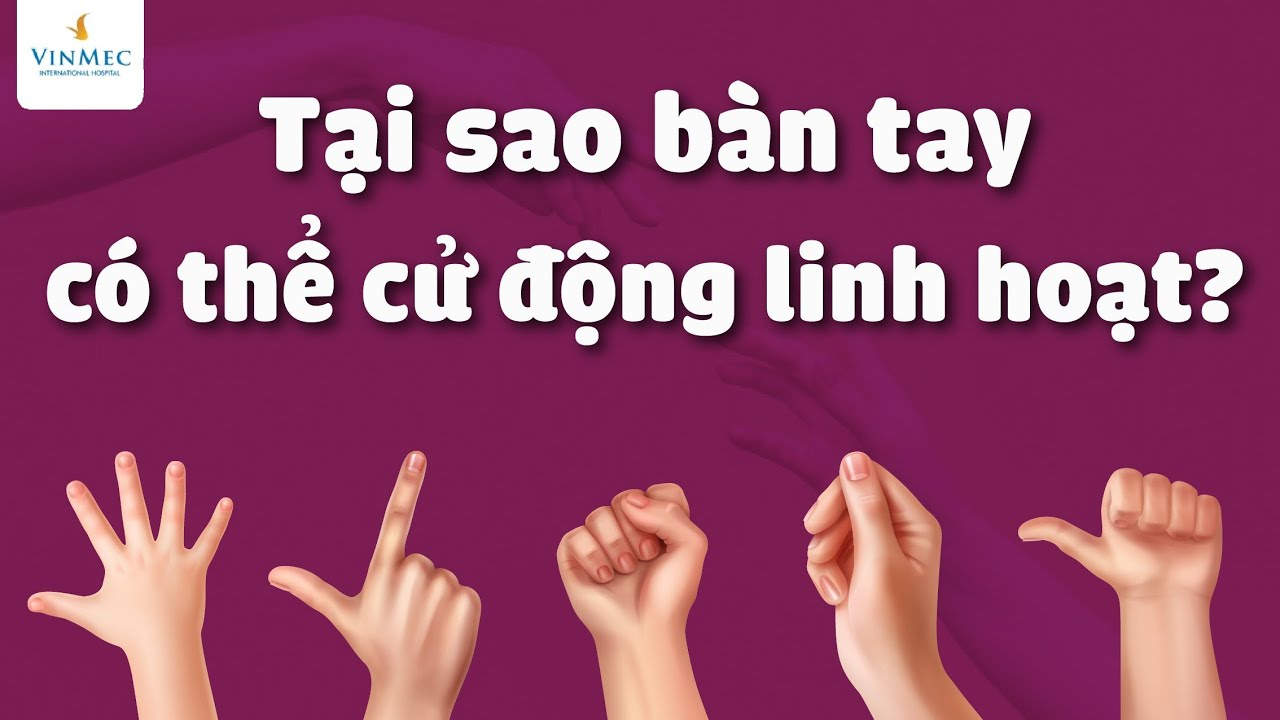 VINMEC
INTERNATIONAL HOSPITAL
Tại sao bàn tay
có thể cử động linh hoạt?